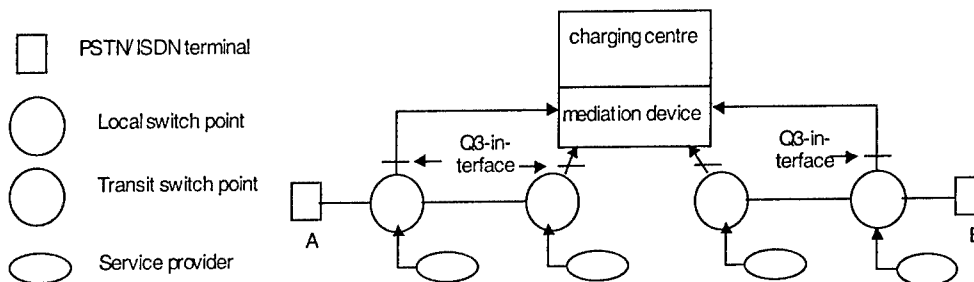 PSTN/ISDN terminal
Local switch point
Transit switch point
Service provider
charging centre
mediation device
Q3-in-
terface
Q3-in-
terface
A